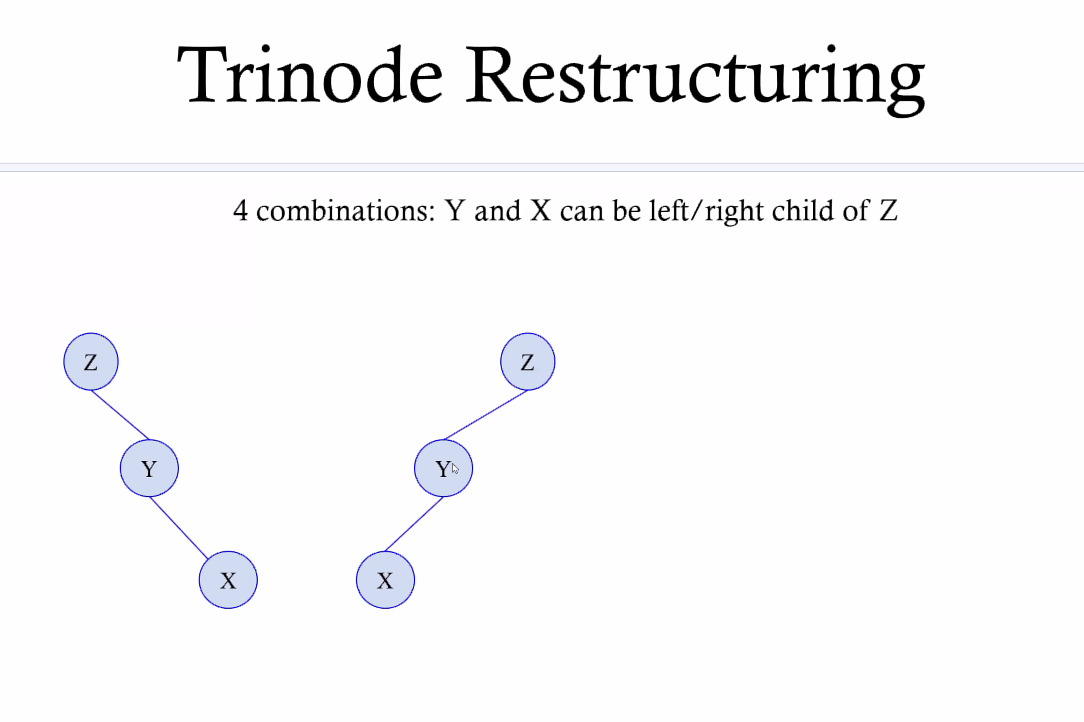 Trinode Restructuring
4 combinations: Y and X can be left/right child of Z
Z
Z
Y
Y
X
X